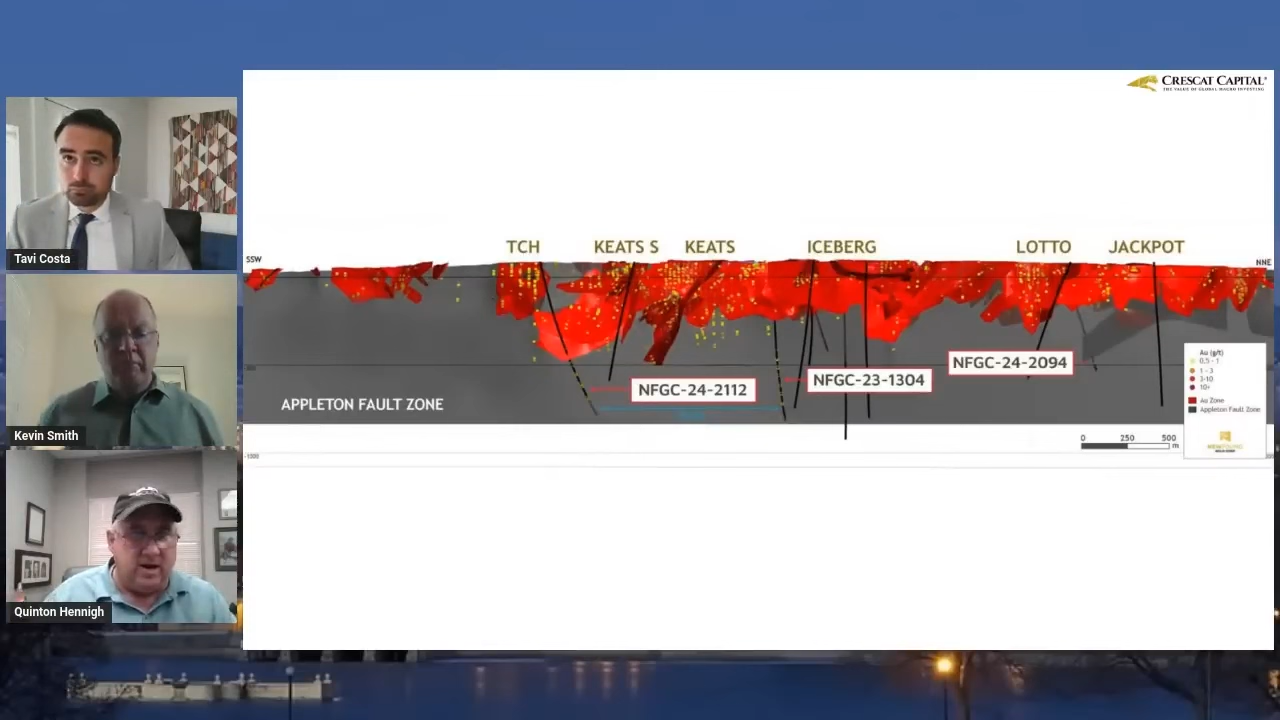 CRESCAT CAPITAL®
THE VALUE OF GLOBAL MACRO INVESTING
Tavi Costa
Kevin Smith
Quinton Hennigh
TCH
KEATS S
KEATS
ICEBERG
LOTTO
JACKPOT
SSW
NNE
NFGC-24-2094
NFGC-23-1304
NFGC-24-2112
APPLETON FAULT ZONE
Au (g/t)
0,5 - 1
1 - 3
3-10
10+
Au Zone
Appleton Fault Zone
0 250 500
m